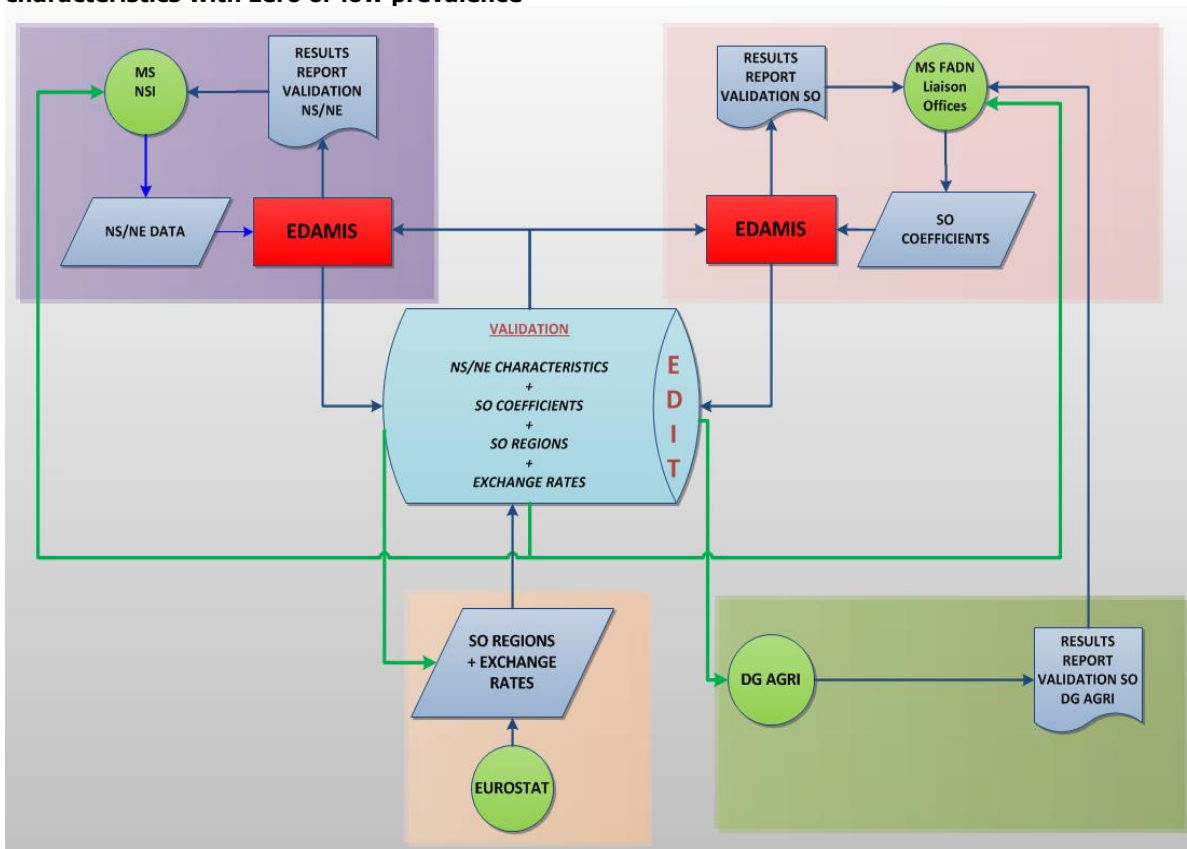 characteristics with zero or low prevalence
MS
NSI
RESULTS
REPORT
VALIDATION
NS/NE
NS/NE DATA
EDAMIS
RESULTS
REPORT
VALIDATION SO
MS FADN
Liaison
Offices
EDAMIS
SO
COEFFICIENTS
VALIDATION
NS/NE CHARACTERISTICS
+
SO COEFFICIENTS
+
SO REGIONS
+
EXCHANGE RATES
E
D
I
T
SO REGIONS
+ EXCHANGE
RATES
EUROSTAT
DG AGRI
RESULTS
REPORT
VALIDATION SO
DG AGRI